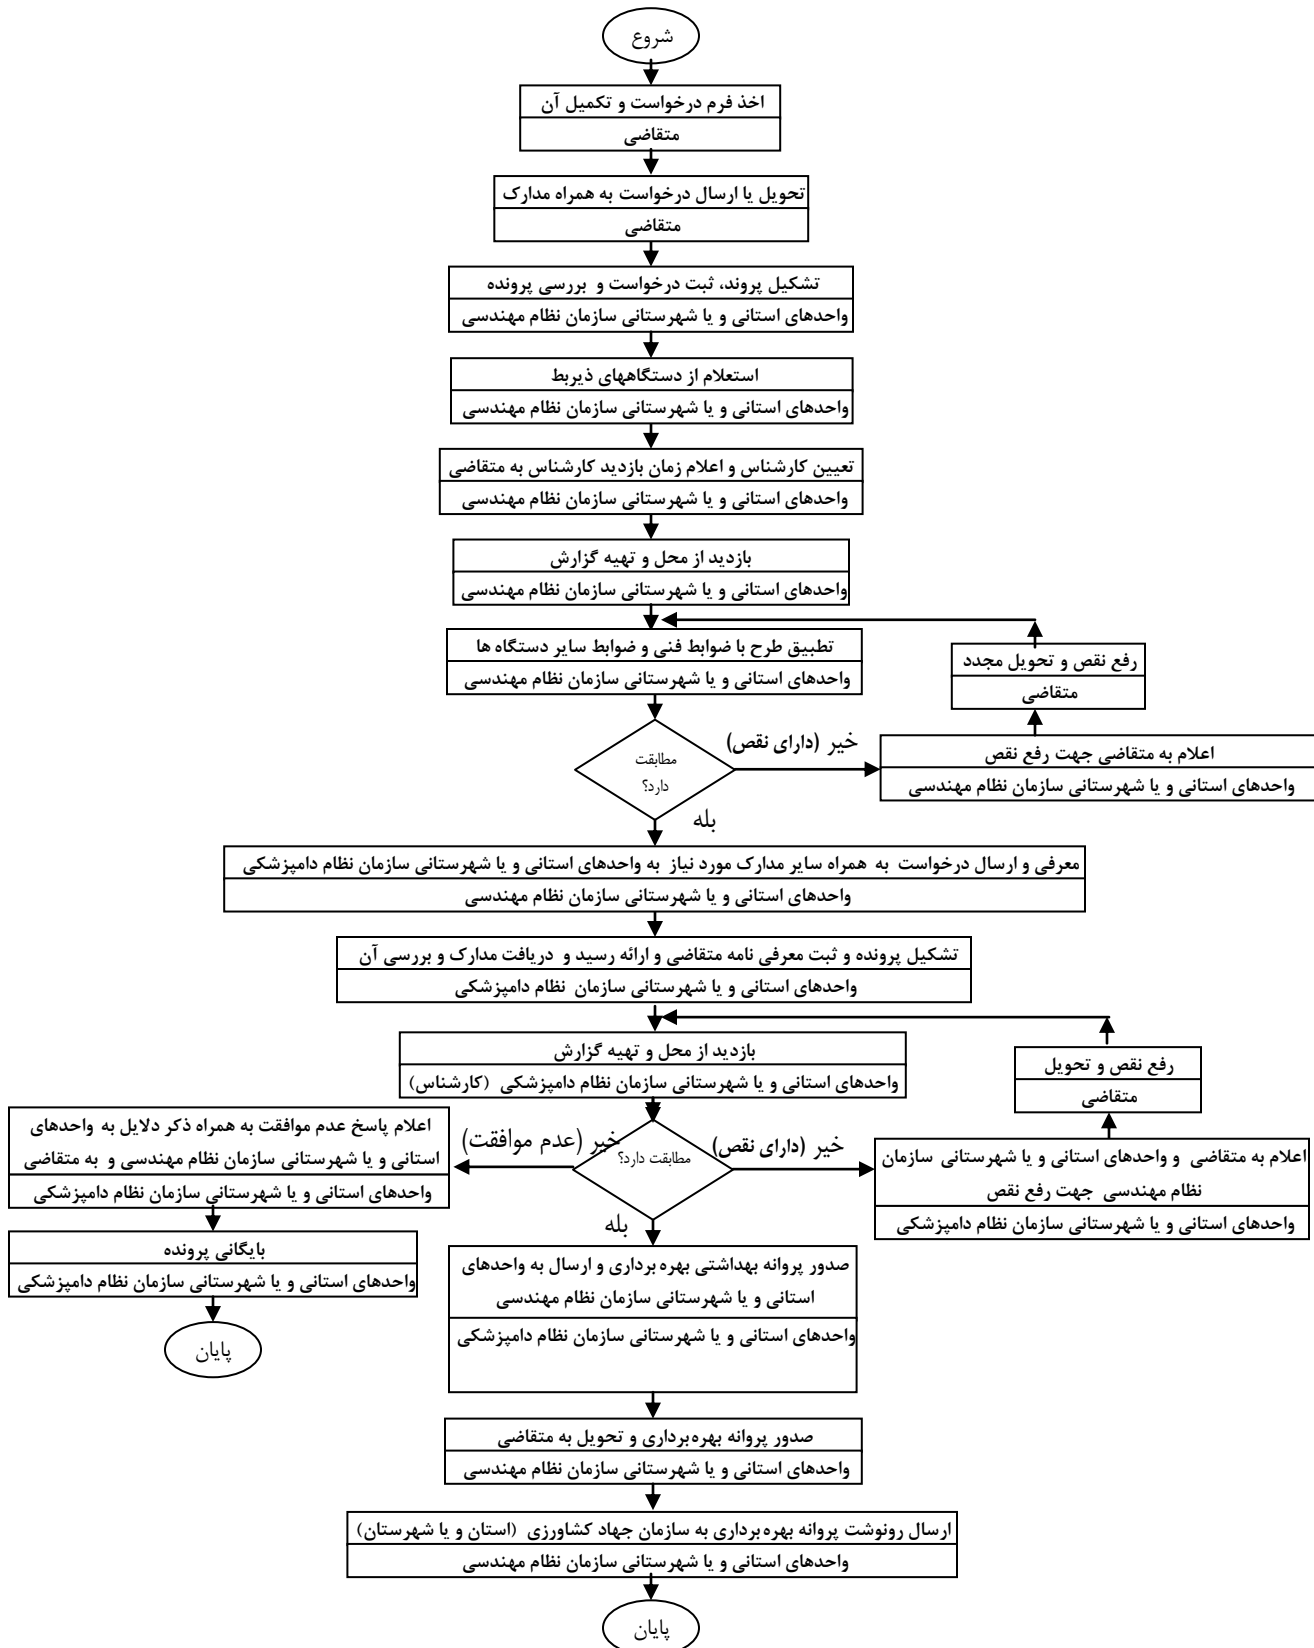 شروع
اخذ فرم درخواست و تکمیل آن
متقاضی
تحویل یا ارسال درخواست به همراه مدارک
متقاضی
تشکیل پروند، ثبت درخواست و بررسی پرونده
واحدهای استانی و یا شهرستانی سازمان نظام مهندسی
استعلام از دستگاههای ذیربط
واحدهای استانی و یا شهرستانی سازمان نظام مهندسی
تعیین کارشناس و اعلام زمان بازدید کارشناس به متقاضی
واحدهای استانی و یا شهرستانی سازمان نظام مهندسی
بازدید از محل و تهیه گزارش
واحدهای استانی و یا شهرستانی سازمان نظام مهندسی
تطبیق طرح با ضوابط فنی و ضوابط سایر دستگاه ها
واحدهای استانی و یا شهرستانی سازمان نظام مهندسی
رفع نقص و تحویل مجدد
متقاضی
مطابقت
دارد؟
خیر (دارای نقص)
اعلام به متقاضی جهت رفع نقص
واحدهای استانی و یا شهرستانی سازمان نظام مهندسی
بله
معرفی و ارسال درخواست به همراه سایر مدارک مورد نیاز به واحدهای استانی و یا شهرستانی سازمان نظام دامپزشکی
واحدهای استانی و یا شهرستانی سازمان نظام مهندسی
تشکیل پرونده و ثبت معرفی نامه متقاضی و ارائه رسید و دریافت مدارک و بررسی آن
واحدهای استانی و یا شهرستانی سازمان نظام دامپزشکی
بازدید از محل و تهیه گزارش
واحدهای استانی و یا شهرستانی سازمان نظام دامپزشکی (کارشناس)
رفع نقص و تحویل
متقاضی
مطابقت دارد؟
خیر (دارای نقص)
اعلام به متقاضی و واحدهای استانی و یا شهرستانی سازمان
نظام مهندسی جهت رفع نقص
واحدهای استانی و یا شهرستانی سازمان نظام دامپزشکی
خیر (عدم موافقت)
اعلام پاسخ عدم موافقت به همراه ذکر دلایل به واحدهای
استانی و یا شهرستانی سازمان نظام مهندسی و به متقاضی
واحدهای استانی و یا شهرستانی سازمان نظام دامپزشکی
بایگانی پرونده
واحدهای استانی و یا شهرستانی سازمان نظام دامپزشکی
پایان
بله
صدور پروانه بهداشتی بهره برداری و ارسال به واحدهای
استانی و یا شهرستانی سازمان نظام مهندسی
واحدهای استانی و یا شهرستانی سازمان نظام دامپزشکی
صدور پروانه بهره‌برداری و تحویل به متقاضی
واحدهای استانی و یا شهرستانی سازمان نظام مهندسی
ارسال رونوشت پروانه بهره‌برداری به سازمان جهاد کشاورزی (استان و یا شهرستان)
واحدهای استانی و یا شهرستانی سازمان نظام مهندسی
پایان